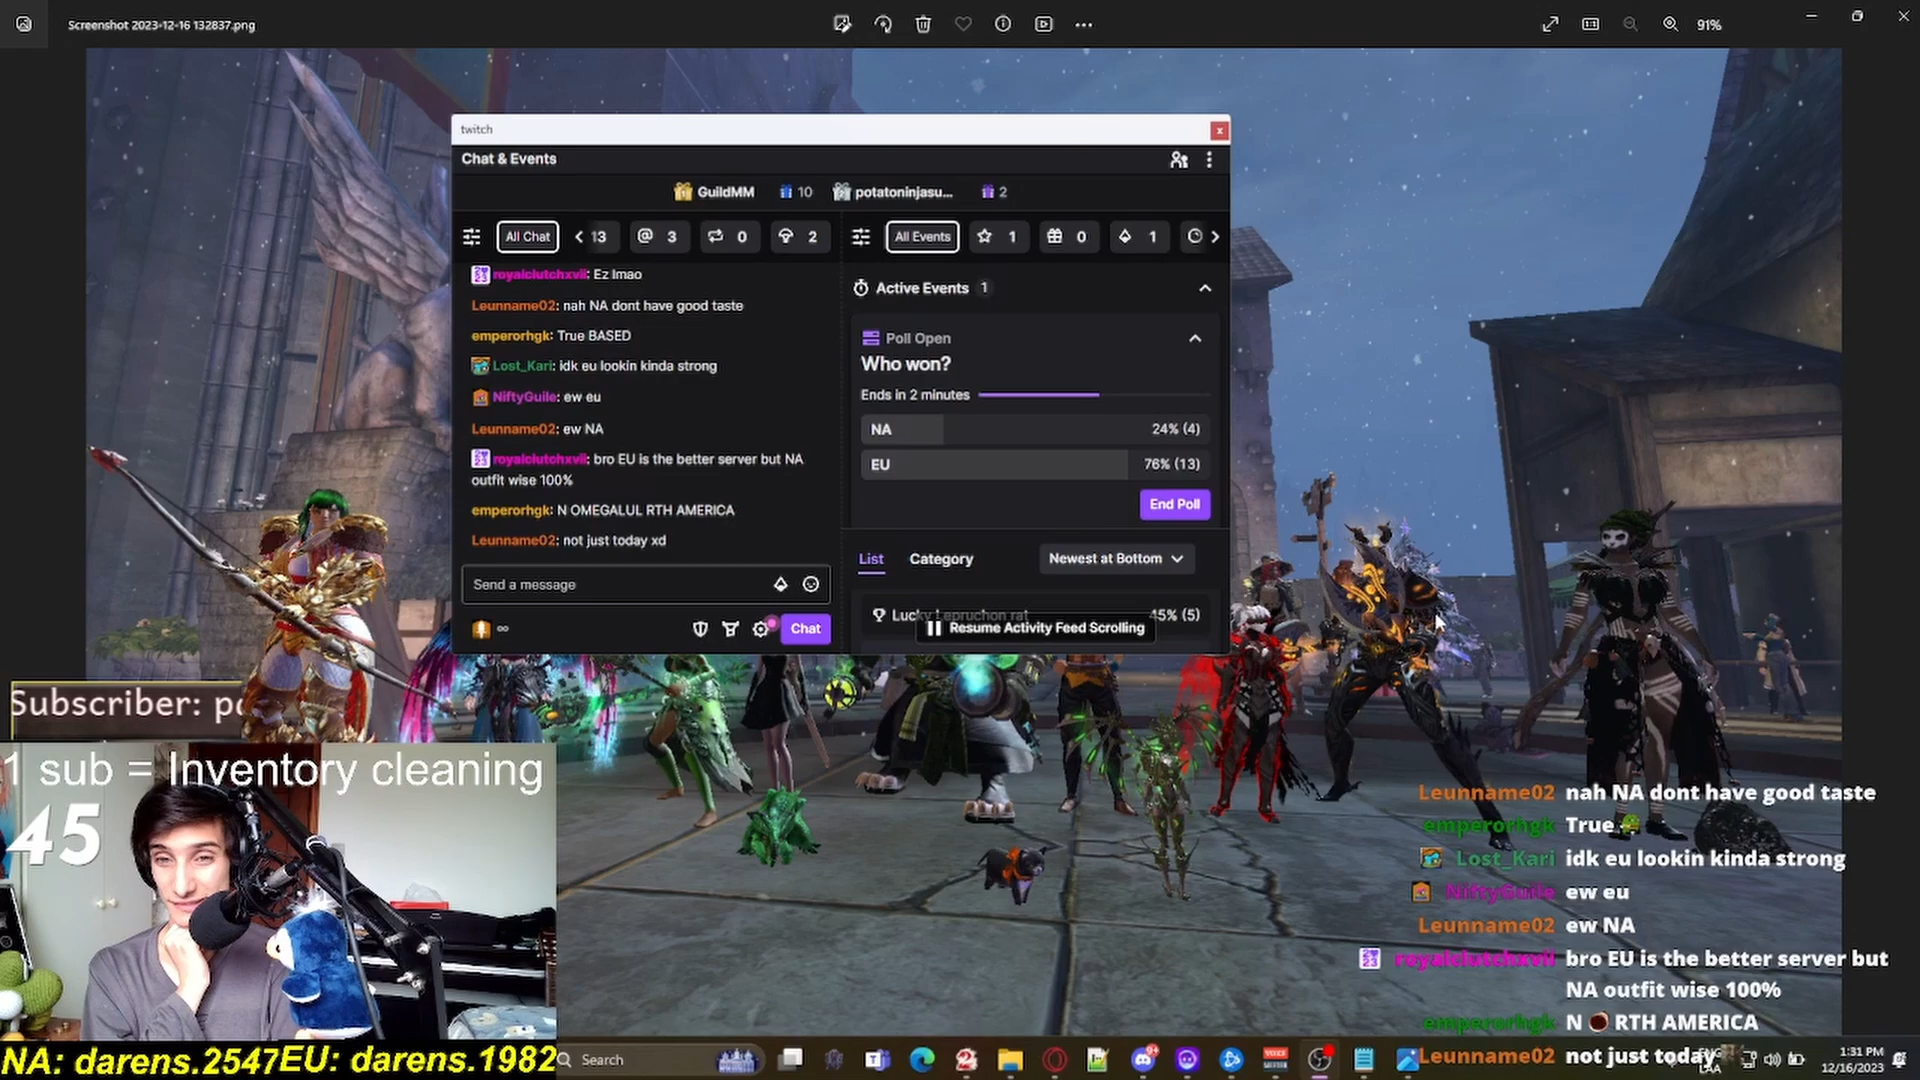 Screenshot 2023-12-16 132837.png
91%
twitch
Chat & Events
GuildMM 10 potatoninjasu... 2
All Chat 13 3 0 2
All Events 1 0 1
royalclutchxvii: Ez lmao
Leunname02: nah NA dont have good taste
emperorhgk: True BASED
Lost_Kari: idk eu lookin kinda strong
NiftyGuile: ew eu
Leunname02: ew NA
royalclutchxvii: bro EU is the better server but NA
outfit wise 100%
emperorhgk: N OMEGALUL RTH AMERICA
Leunname02: not just today xd
Send a message
Chat
Active Events 1
Poll Open
Who won?
Ends in 2 minutes
NA 24% (4)
EU 76% (13)
End Poll
List Category Newest at Bottom
Lucky Lepruchon rat 45% (5)
Resume Activity Feed Scrolling
Subscriber: po
1 sub = Inventory cleaning
45
NA: darens.2547EU: darens.1982
Leunname02 nah NA dont have good taste
emperorhgk True
Lost_Kari idk eu lookin kinda strong
NiftyGuile ew eu
Leunname02 ew NA
royalclutchxvii bro EU is the better server but
NA outfit wise 100%
emperorhgk N RTH AMERICA
Leunname02 not just today
Search
LAA
1:31 PM
12/16/2023